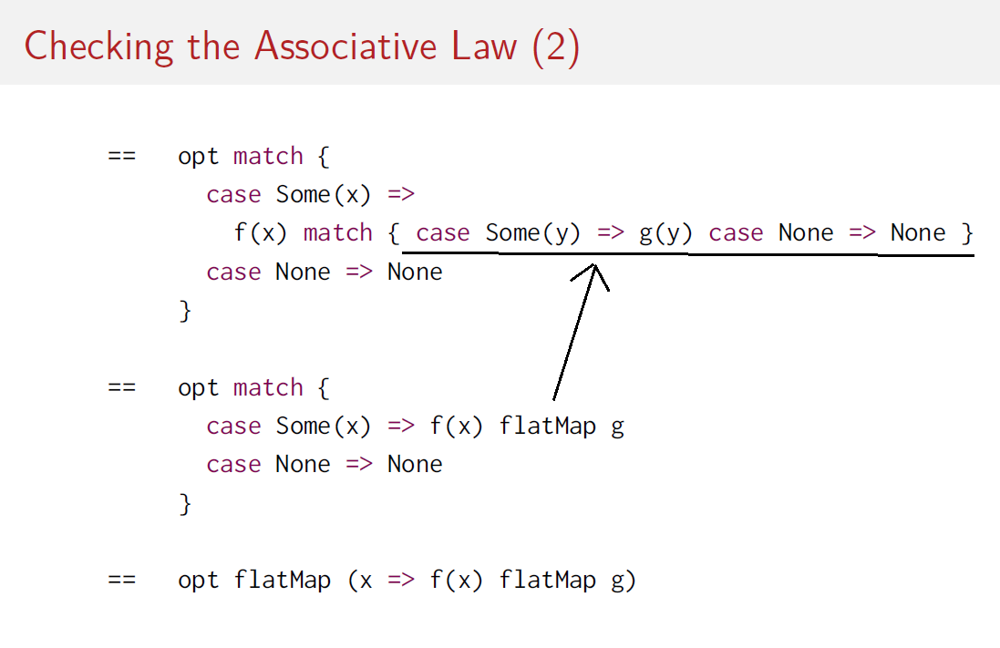 Checking the Associative Law (2)
== opt match {
case Some(x) =>
f(x) match { case Some(y) => g(y) case None => None }
case None => None
}
== opt match {
case Some(x) => f(x) flatMap g
case None => None
}
== opt flatMap (x => f(x) flatMap g)